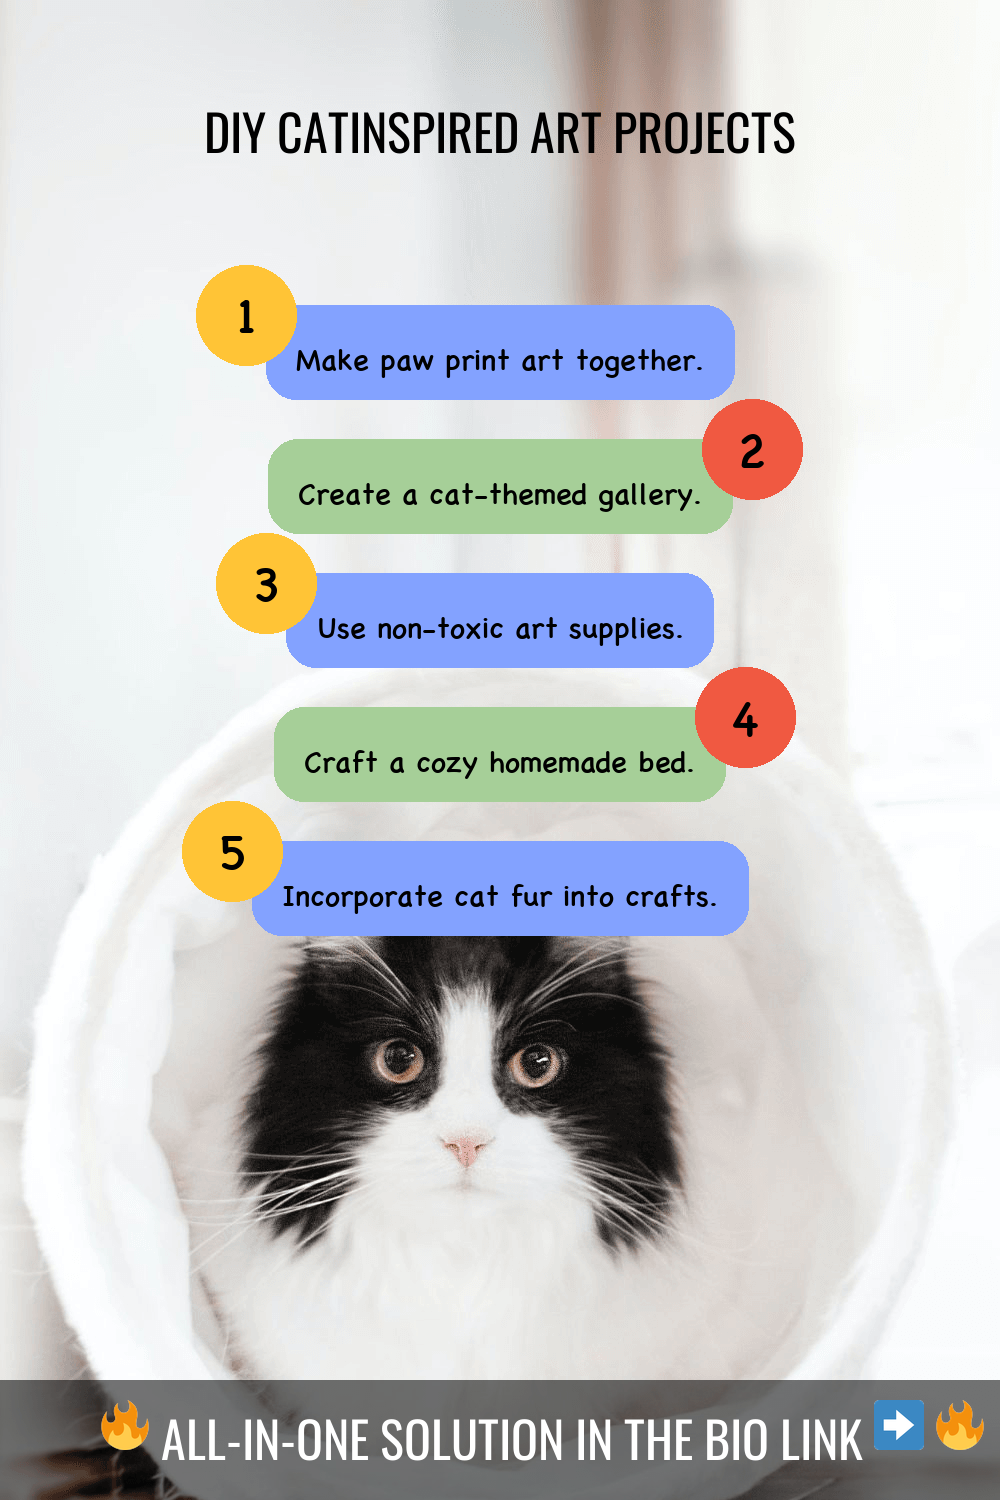 DIY CATINSPIRED ART PROJECTS
1
Make paw print art together.
2
Create a cat-themed gallery.
3
Use non-toxic art supplies.
4
Craft a cozy homemade bed.
5
Incorporate cat fur into crafts.
🔥 ALL-IN-ONE SOLUTION IN THE BIO LINK ➡️ 🔥